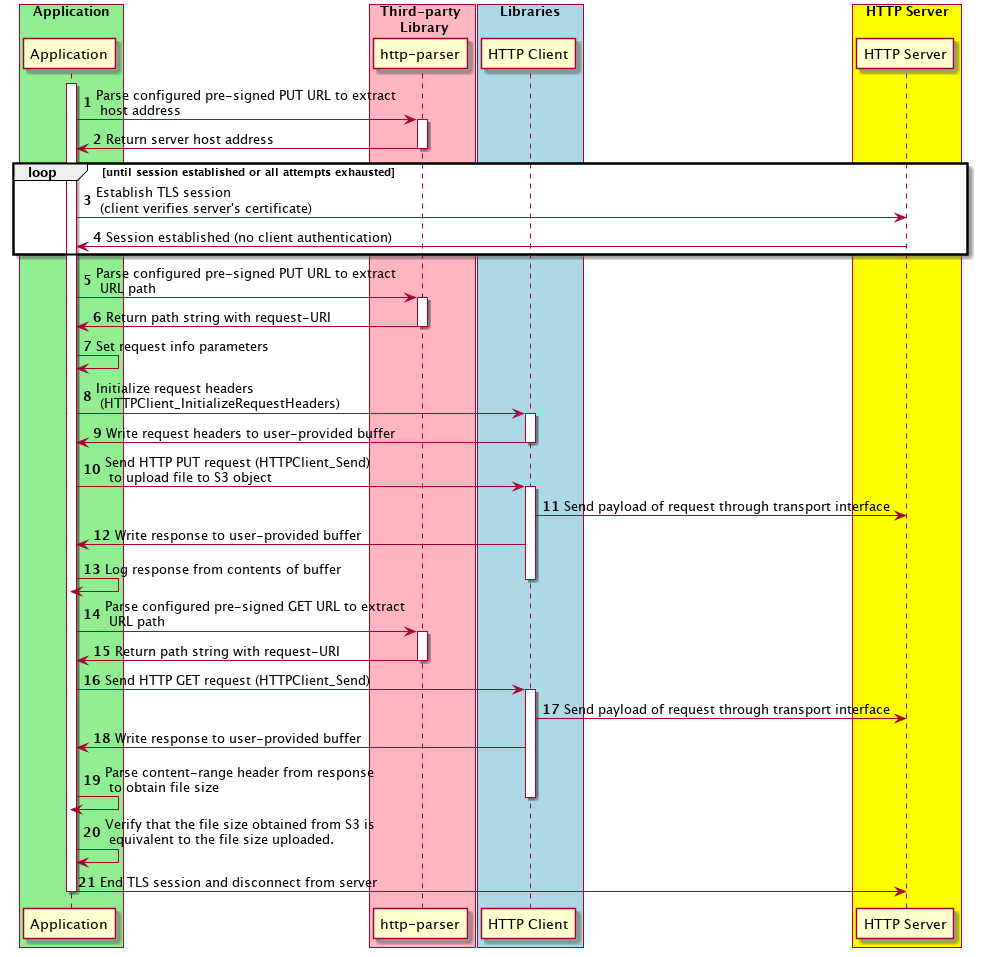 Application
Third-party
Library
Libraries
HTTP Server
Application
http-parser
HTTP Client
HTTP Server
1 Parse configured pre-signed PUT URL to extract
host address
2 Return server host address
loop [until session established or all attempts exhausted]
3 Establish TLS session
(client verifies server's certificate)
4 Session established (no client authentication)
5 Parse configured pre-signed PUT URL to extract
URL path
6 Return path string with request-URI
7 Set request info parameters
8 Initialize request headers
(HTTPClient_InitializeRequestHeaders)
9 Write request headers to user-provided buffer
10 Send HTTP PUT request (HTTPClient_Send)
to upload file to S3 object
11 Send payload of request through transport interface
12 Write response to user-provided buffer
13 Log response from contents of buffer
14 Parse configured pre-signed GET URL to extract
URL path
15 Return path string with request-URI
16 Send HTTP GET request (HTTPClient_Send)
17 Send payload of request through transport interface
18 Write response to user-provided buffer
19 Parse content-range header from response
to obtain file size
20 Verify that the file size obtained from S3 is
equivalent to the file size uploaded.
21 End TLS session and disconnect from server
Application
http-parser
HTTP Client
HTTP Server